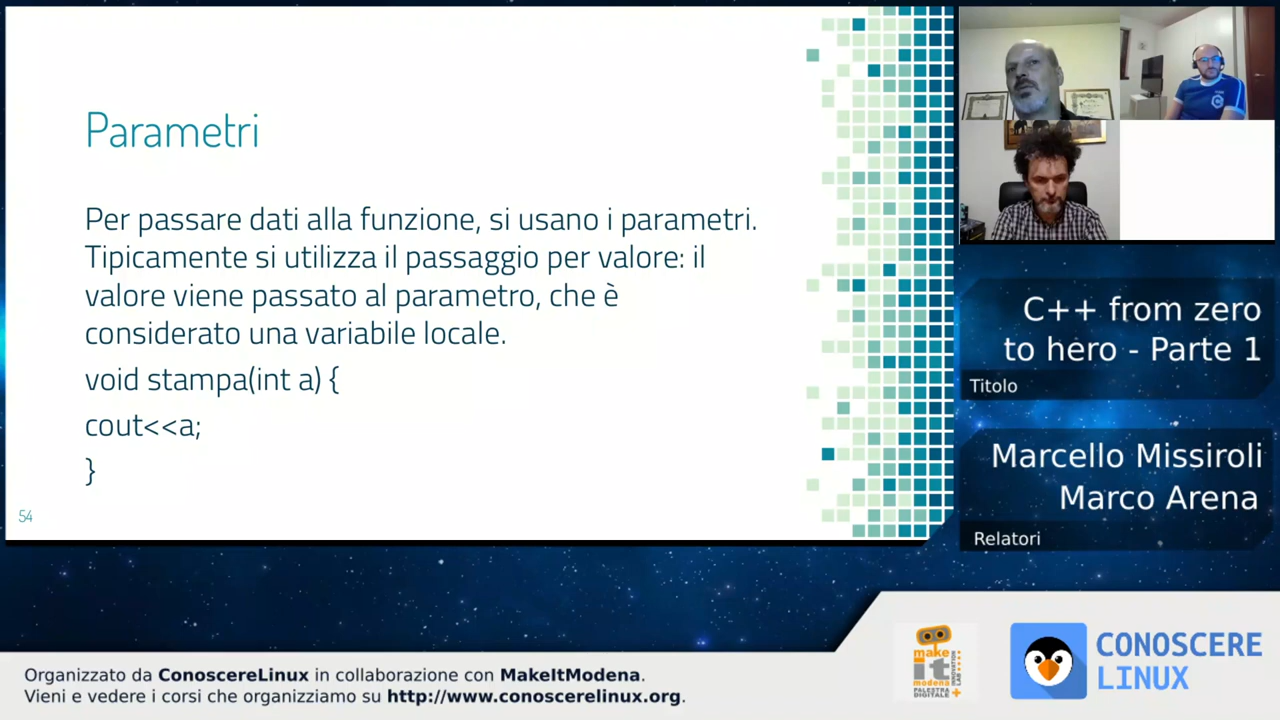 Parametri
Per passare dati alla funzione, si usano i parametri.
Tipicamente si utilizza il passaggio per valore: il
valore viene passato al parametro, che è
considerato una variabile locale.
void stampa(int a) {
cout<<a;
}
54
C++ from zero
to hero - Parte 1
Titolo
Marcello Missiroli
Marco Arena
Relatori
Organizzato da ConoscereLinux in collaborazione con MakeItModena.
Vieni e vedere i corsi che organizziamo su http://www.conoscerelinux.org.
make
it
modena
PALESTRA
DIGITALE
CONOSCERE
LINUX